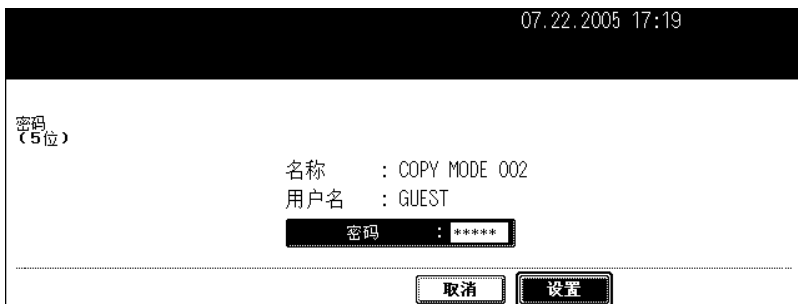 07.22.2005 17:19
密码
(5位)
名称 : COPY MODE 002
用户名 : GUEST
密码 : *****
取消 设置